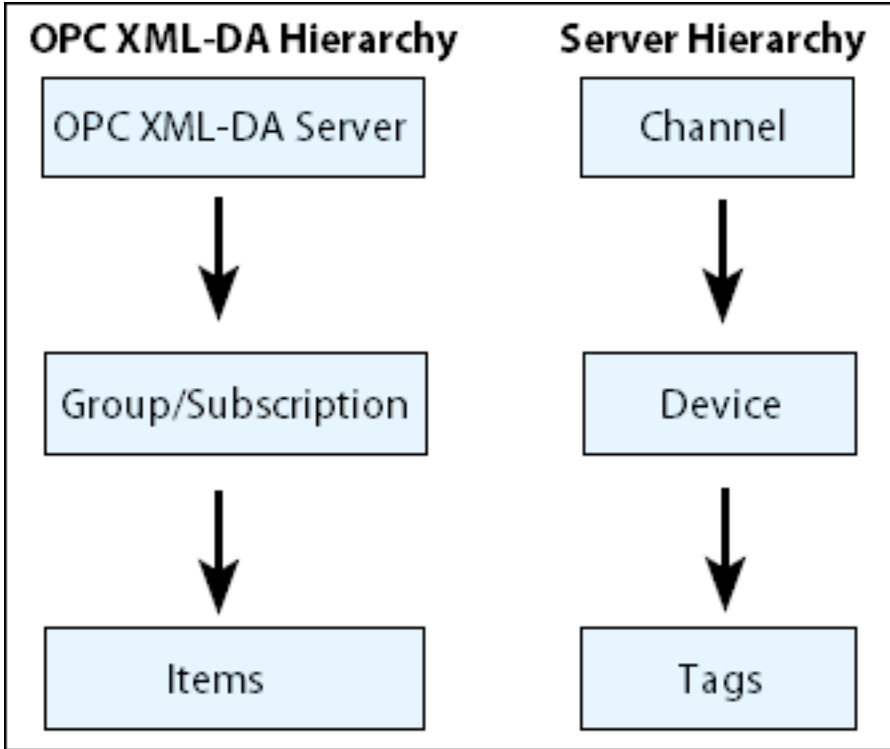 OPC XML-DA Hierarchy
Server Hierarchy
OPC XML-DA Server
Channel
Group/Subscription
Device
Items
Tags